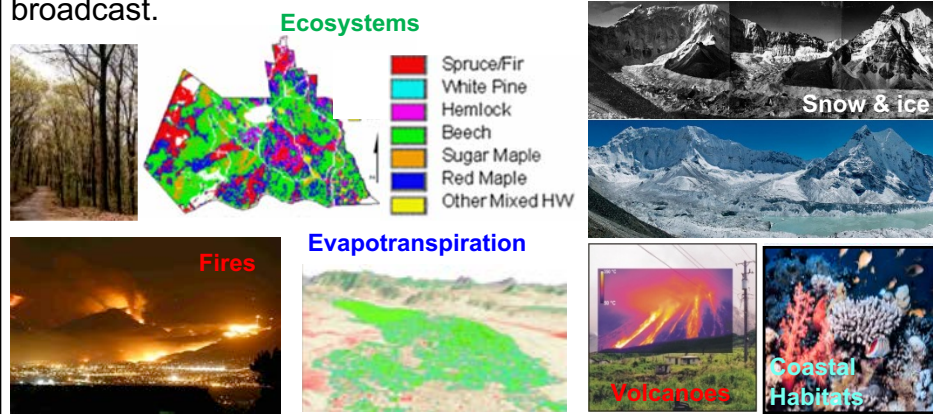 broadcast.
Ecosystems
Spruce/Fir
White Pine
Hemlock
Beech
Sugar Maple
Red Maple
Other Mixed HW
Snow & ice
Fires
Evapotranspiration
Volcanoes
Coastal
Habitats